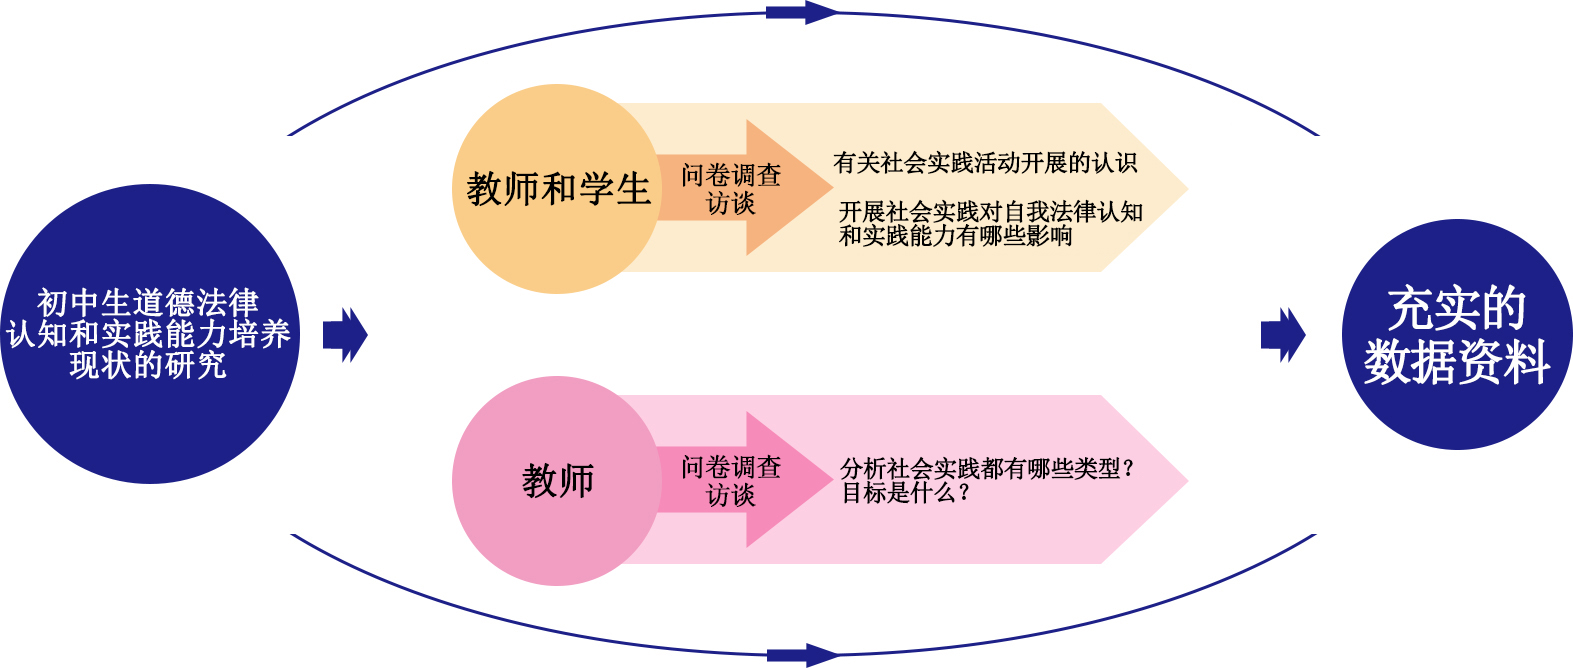 初中生道德法律
认知和实践能力培养
现状的研究
教师和学生
问卷调查
访谈
有关社会实践活动开展的认识
开展社会实践对自我法律认知
和实践能力有哪些影响
教师
问卷调查
访谈
分析社会实践都有哪些类型？
目标是什么？
充实的
数据资料